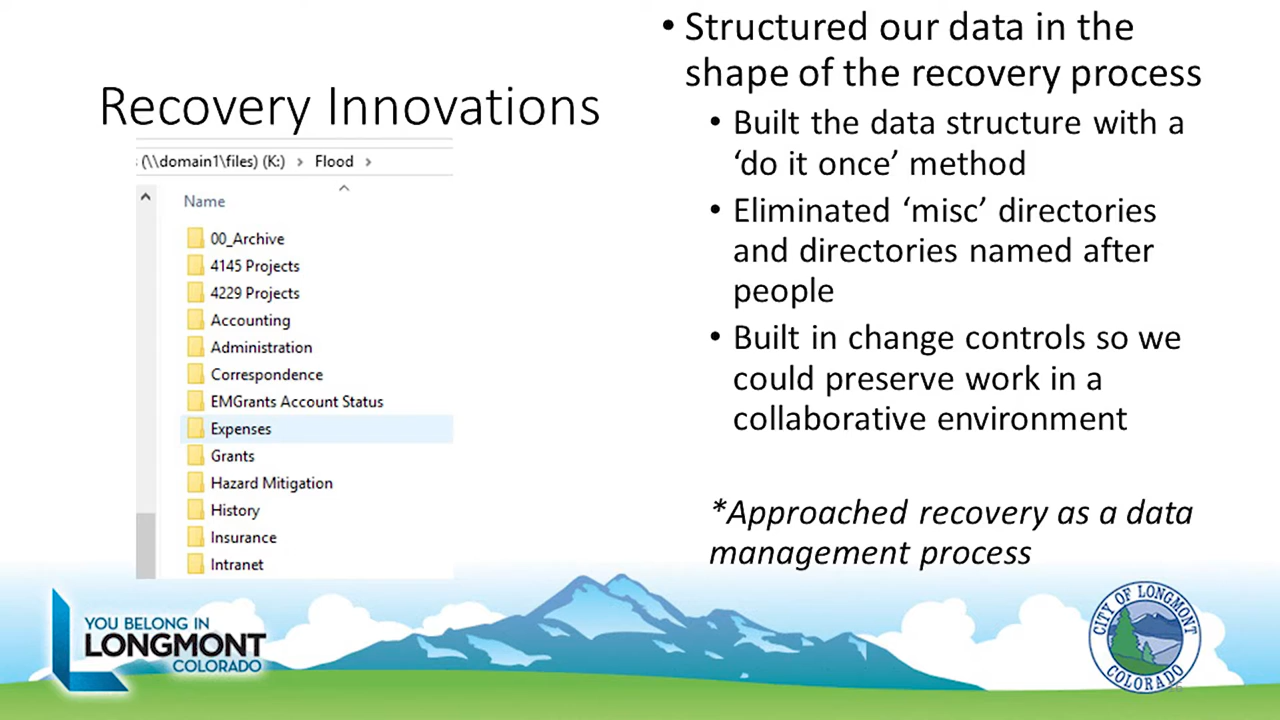 Recovery Innovations
: (\\domain1\files) (K:) > Flood >
Name
00_Archive
4145 Projects
4229 Projects
Accounting
Administration
Correspondence
EMGrants Account Status
Expenses
Grants
Hazard Mitigation
History
Insurance
Intranet
• Structured our data in the
shape of the recovery process
• Built the data structure with a
‘do it once’ method
• Eliminated ‘misc’ directories
and directories named after
people
• Built in change controls so we
could preserve work in a
collaborative environment
*Approached recovery as a data
management process
YOU BELONG IN
LONGMONT
COLORADO
CITY OF LONGMONT
COLORADO